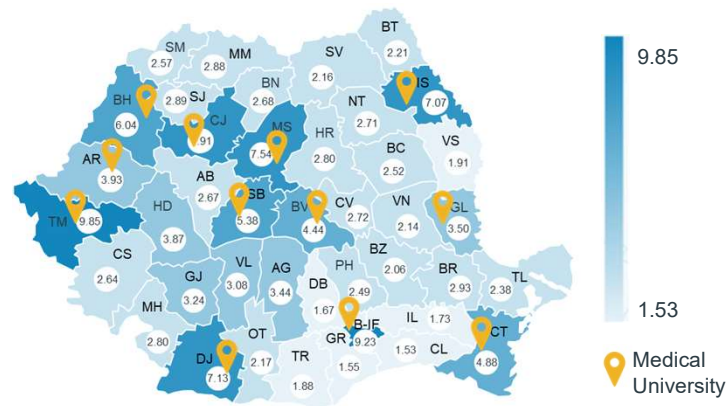 BT
2.21
SM
2.57
MM
2.88
SV
2.16
IS
7.07
BH
6.04
SJ
2.89
BN
2.68
CJ
.91
MS
7.54
NT
2.71
HR
2.80
BC
2.52
VS
1.91
AR
3.93
AB
2.67
SB
5.38
BV
4.44
CV
2.72
VN
2.14
GL
3.50
TM
9.85
HD
3.87
CS
2.64
GJ
3.24
VL
3.08
AG
3.44
PH
2.49
DB
1.67
BZ
2.06
BR
2.93
TL
2.38
MH
2.80
DJ
7.13
OT
2.17
TR
1.88
GR
1.55
B-IF
9.23
IL
1.73
CL
1.53
CT
4.88
9.85
1.53
Medical
University